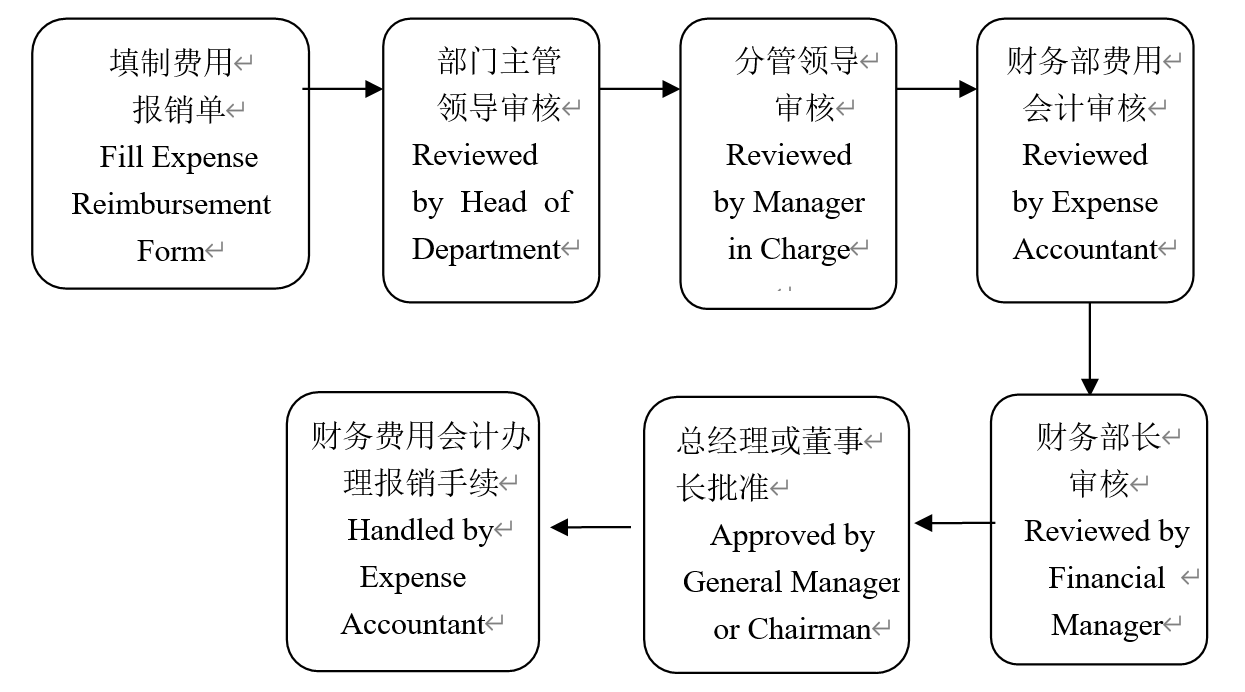 填制费用
报销单
Fill Expense
Reimbursement
Form
部门主管
领导审核
Reviewed
by Head of
Department
分管领导
审核
Reviewed
by Manager
in Charge
财务部费用
会计审核
Reviewed
by Expense
Accountant
财务部长
审核
Reviewed by
Financial
Manager
总经理或董事
长批准
Approved by
General Manager
or Chairman
财务费用会计办
理报销手续
Handled by
Expense
Accountant